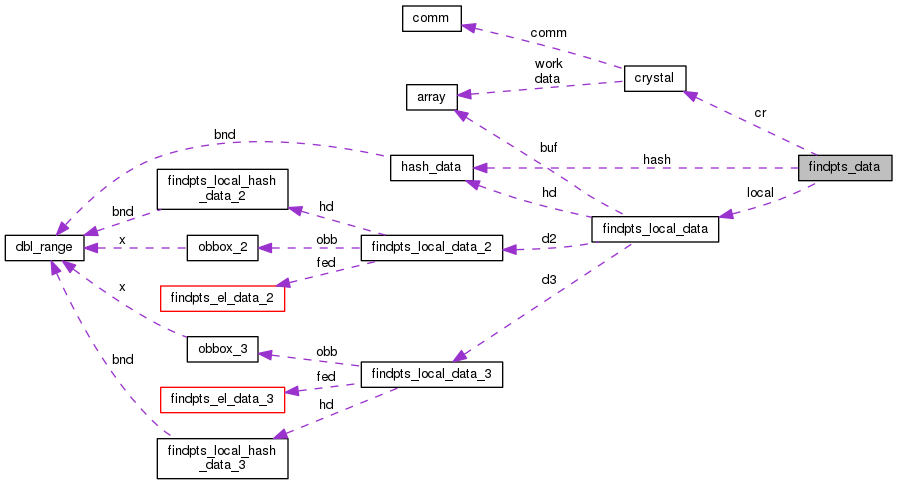 comm
comm
work
data
crystal
array
cr
bnd
buf
hash_data
hash
findpts_data
findpts_local_hash
_data_2
hd
local
bnd
hd
findpts_local_data
dbl_range
x
obbox_2
obb
findpts_local_data_2
d2
fed
findpts_el_data_2
d3
x
obbox_3
obb
bnd
findpts_local_data_3
fed
findpts_el_data_3
hd
findpts_local_hash
_data_3